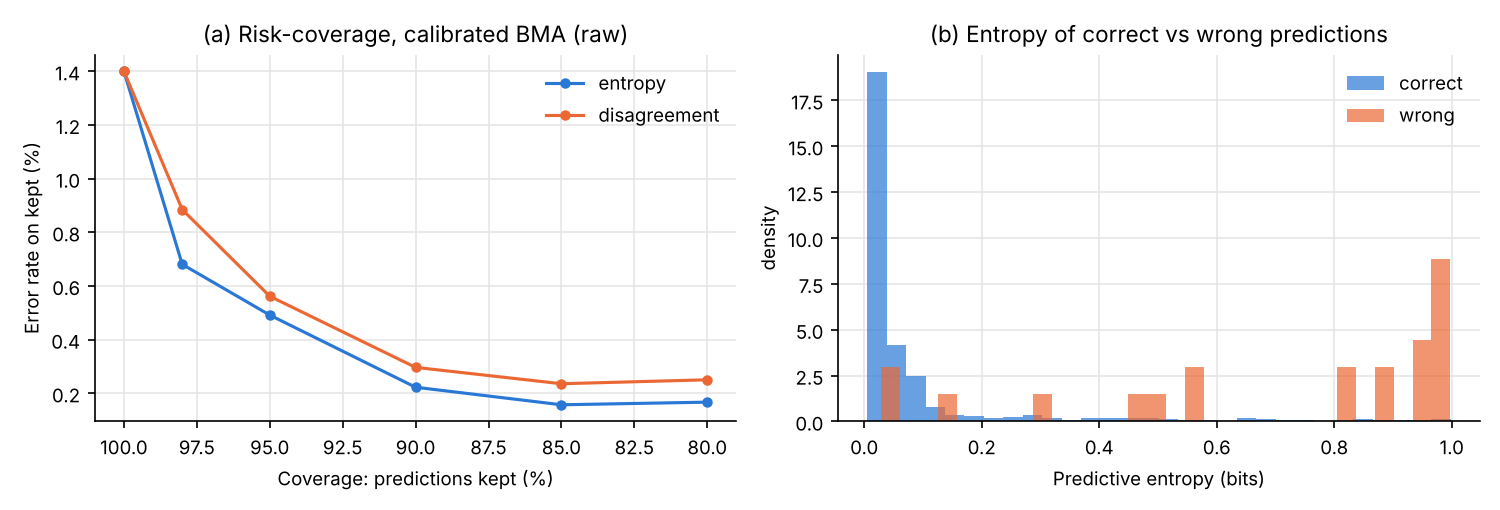 (a) Risk-coverage, calibrated BMA (raw)
entropy
disagreement
1.4
1.2
1.0
0.8
0.6
0.4
0.2
Error rate on kept (%)
100.0 97.5 95.0 92.5 90.0 87.5 85.0 82.5 80.0
Coverage: predictions kept (%)
(b) Entropy of correct vs wrong predictions
correct
wrong
17.5
15.0
12.5
10.0
7.5
5.0
2.5
0.0
density
0.0 0.2 0.4 0.6 0.8 1.0
Predictive entropy (bits)